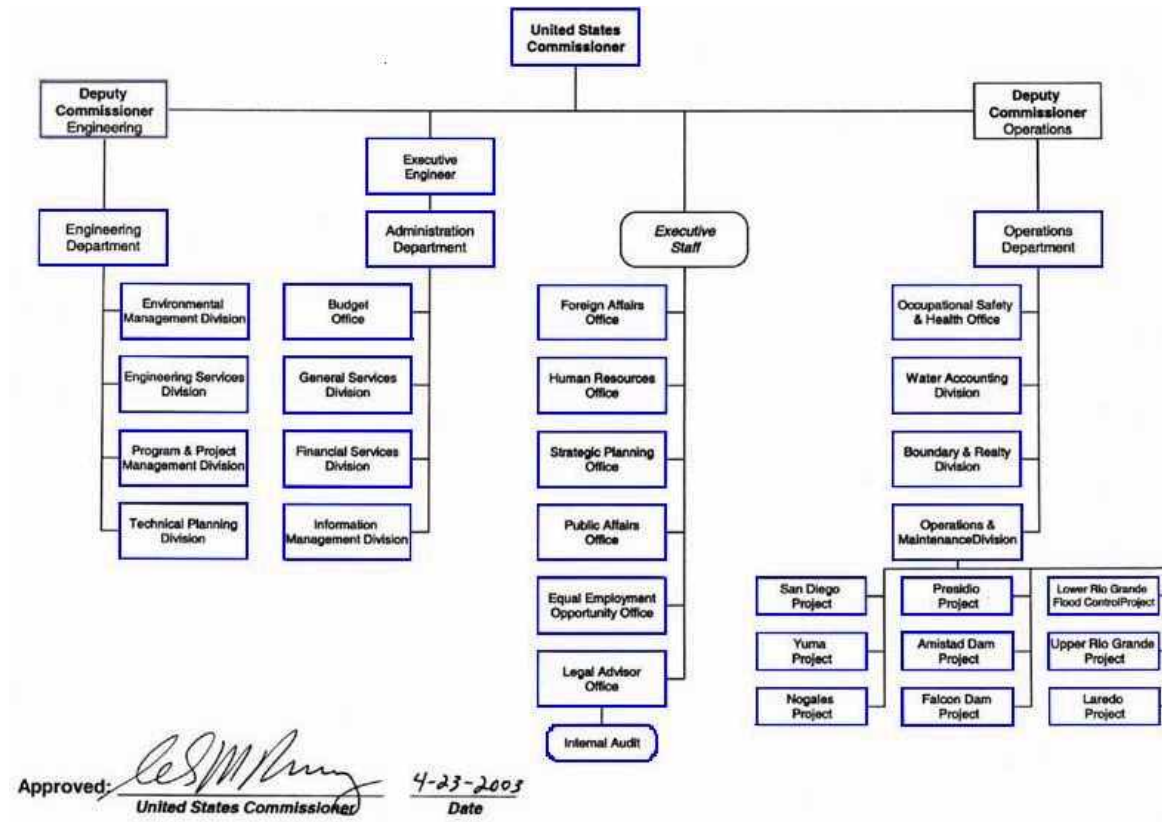 United States
Commissioner
Deputy
Commissioner
Engineering
Deputy
Commissioner
Operations
Executive
Engineer
Engineering
Department
Administration
Department
Executive
Staff
Operations
Department
Environmental
Management Division
Engineering Services
Division
Program & Project
Management Division
Technical Planning
Division
Budget
Office
General Services
Division
Financial Services
Division
Information
Management Division
Foreign Affairs
Office
Human Resources
Office
Strategic Planning
Office
Public Affairs
Office
Equal Employment
Opportunity Office
Legal Advisor
Office
Internal Audit
Occupational Safety
& Health Office
Water Accounting
Division
Boundary & Realty
Division
Operations &
MaintenanceDivision
San Diego
Project
Yuma
Project
Nogales
Project
Presidio
Project
Amistad Dam
Project
Falcon Dam
Project
Lower Rio Grande
Flood ControlProject
Upper Rio Grande
Project
Laredo
Project
Approved:
United States Commissioner
4-23-2003
Date